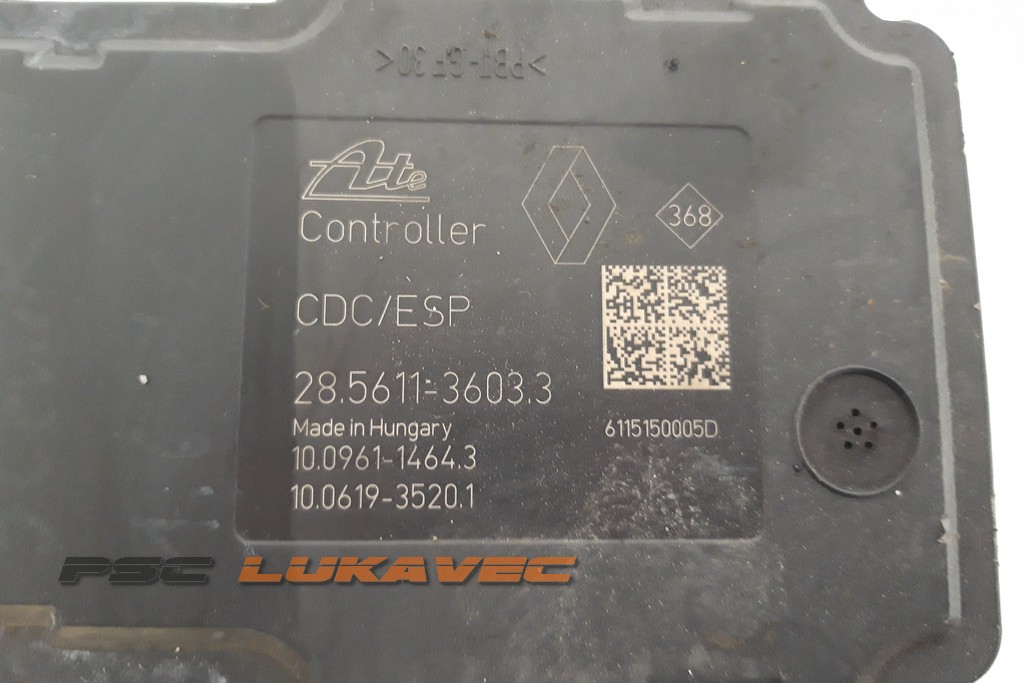 >PBT-GF30<
Ate
Controller
368
CDC/ESP
28.5611-3603.3
Made in Hungary
6115150005D
10.0961-1464.3
10.0619-3520.1
PSC LUKAVEC